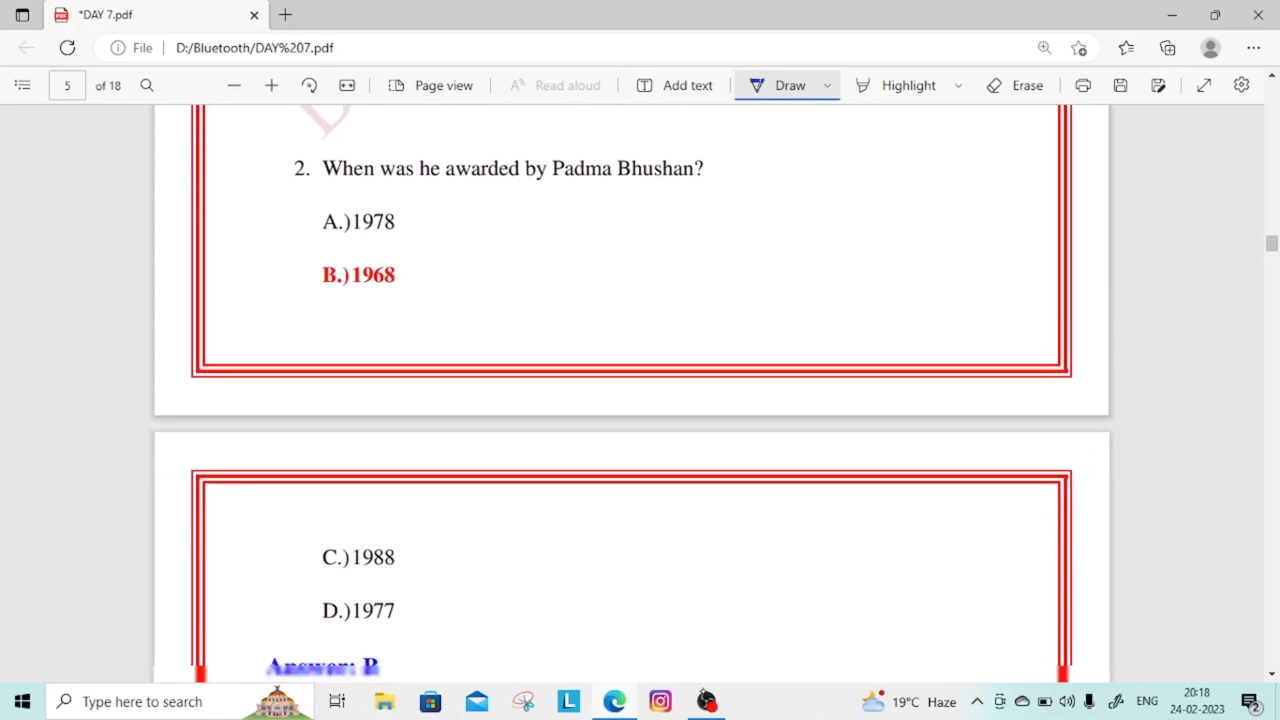 *DAY 7.pdf
File
D:/Bluetooth/DAY%207.pdf
5 of 18
Page view
Read aloud
Add text
Draw
Highlight
Erase
2. When was he awarded by Padma Bhushan?
A.)1978
B.)1968
C.)1988
D.)1977
Answer: B
Type here to search
19°C Haze
ENG
20:18
24-02-2023
2